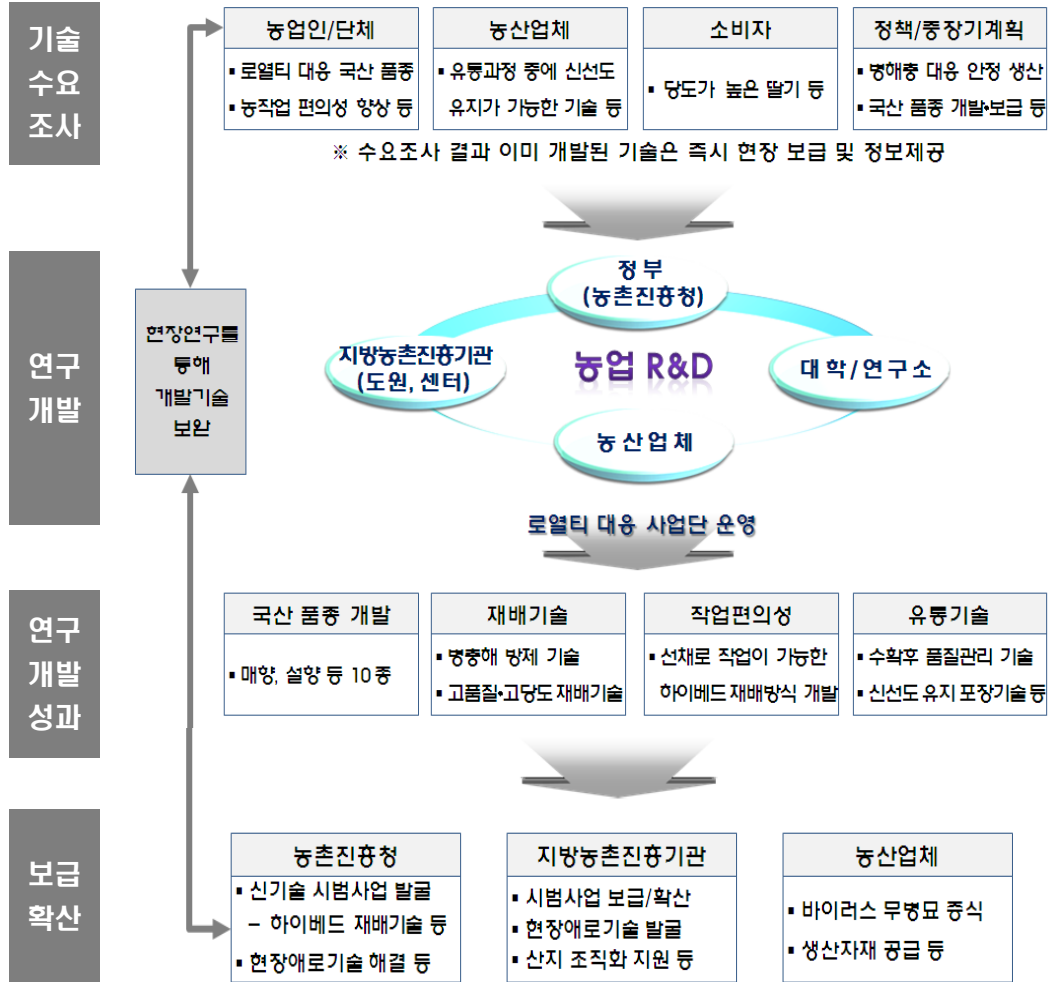 기술
수요
조사
농업인/단체
▪ 로열티 대응 국산 품종
▪ 농작업 편의성 향상 등
농산업체
▪ 유통과정 중에 신선도
유지가 가능한 기술 등
소비자
▪ 당도가 높은 딸기 등
정책/중장기계획
▪ 병해충 대응 안정 생산
▪ 국산 품종 개발•보급 등
※ 수요조사 결과 이미 개발된 기술은 즉시 현장 보급 및 정보제공
연구
개발
현장연구를
통해
개발기술
보완
정부
(농촌진흥청)
지방농촌진흥기관
(도원, 센터)
농업 R&D
대학/연구소
농산업체
로열티 대응 사업단 운영
연구
개발
성과
국산 품종 개발
▪ 매향, 설향 등 10종
재배기술
▪ 병충해 방제 기술
▪ 고품질•고당도 재배기술
작업편의성
▪ 선채로 작업이 가능한
하이베드 재배방식 개발
유통기술
▪ 수확후 품질관리 기술
▪ 신선도 유지 포장기술 등
보급
확산
농촌진흥청
▪ 신기술 시범사업 발굴
– 하이베드 재배기술 등
▪ 현장애로기술 해결 등
지방농촌진흥기관
▪ 시범사업 보급/확산
▪ 현장애로기술 발굴
▪ 산지 조직화 지원 등
농산업체
▪ 바이러스 무병묘 증식
▪ 생산자재 공급 등